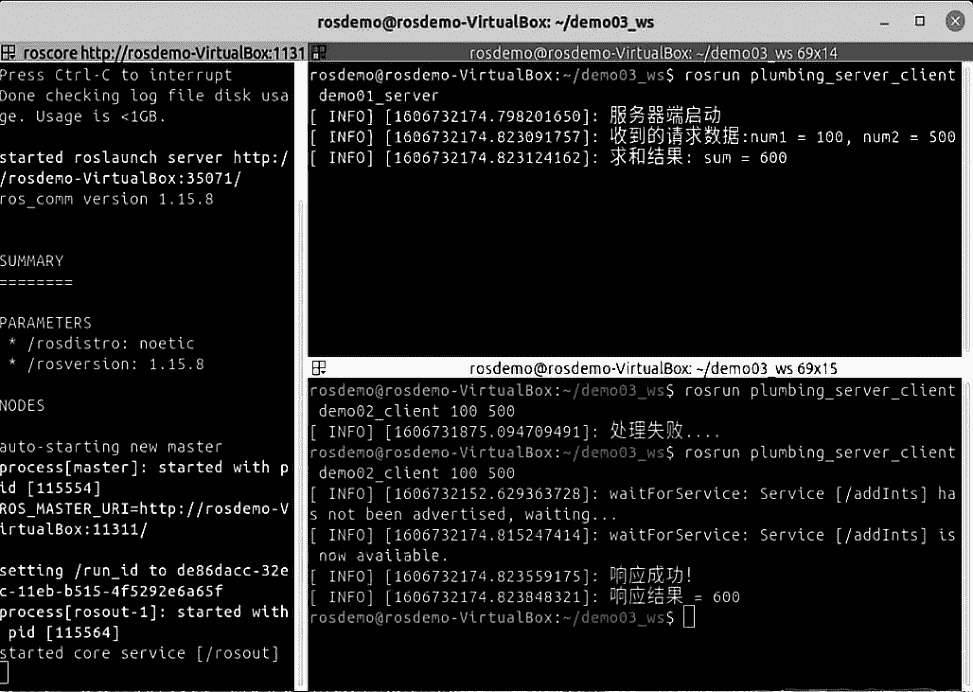 rosdemo@rosdemo-VirtualBox: ~/demo03_ws
roscore http://rosdemo-VirtualBox:1131
Press Ctrl-C to interrupt
Done checking log file disk usa
ge. Usage is <1GB.
started roslaunch server http:/
/rosdemo-VirtualBox:35071/
ros_comm version 1.15.8
SUMMARY
========
PARAMETERS
* /rosdistro: noetic
* /rosversion: 1.15.8
NODES
auto-starting new master
process[master]: started with p
id [115554]
ROS_MASTER_URI=http://rosdemo-V
irtualBox:11311/
setting /run_id to de86dacc-32e
c-11eb-b515-4f5292e6a65f
process[rosout-1]: started with
pid [115564]
started core service [/rosout]
rosdemo@rosdemo-VirtualBox: ~/demo03_ws 69x14
rosdemo@rosdemo-VirtualBox:~/demo03_ws$ rosrun plumbing_server_client
demo01_server
[ INFO] [1606732174.798201650]: 服务器端启动
[ INFO] [1606732174.823091757]: 收到的请求数据:num1 = 100, num2 = 500
[ INFO] [1606732174.823124162]: 求和结果: sum = 600
rosdemo@rosdemo-VirtualBox: ~/demo03_ws 69x15
rosdemo@rosdemo-VirtualBox:~/demo03_ws$ rosrun plumbing_server_client
demo02_client 100 500
[ INFO] [1606731875.094709491]: 处理失败....
rosdemo@rosdemo-VirtualBox:~/demo03_ws$ rosrun plumbing_server_client
demo02_client 100 500
[ INFO] [1606732152.629363728]: waitForService: Service [/addInts] ha
s not been advertised, waiting...
[ INFO] [1606732174.815247414]: waitForService: Service [/addInts] is
now available.
[ INFO] [1606732174.823559175]: 响应成功!
[ INFO] [1606732174.823848321]: 响应结果 = 600
rosdemo@rosdemo-VirtualBox:~/demo03_ws$